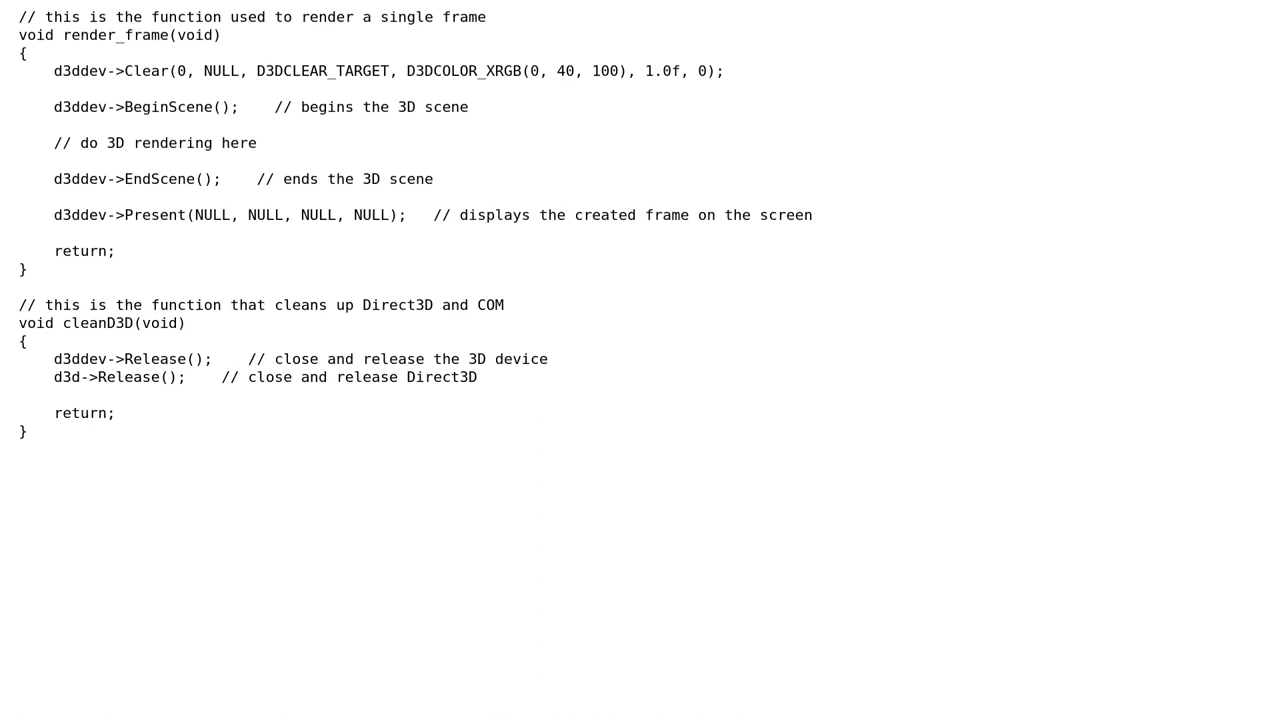 // this is the function used to render a single frame
void render_frame(void)
{
    d3ddev->Clear(0, NULL, D3DCLEAR_TARGET, D3DCOLOR_XRGB(0, 40, 100), 1.0f, 0);

    d3ddev->BeginScene();    // begins the 3D scene

    // do 3D rendering here

    d3ddev->EndScene();    // ends the 3D scene

    d3ddev->Present(NULL, NULL, NULL, NULL);   // displays the created frame on the screen

    return;
}

// this is the function that cleans up Direct3D and COM
void cleanD3D(void)
{
    d3ddev->Release();    // close and release the 3D device
    d3d->Release();    // close and release Direct3D

    return;
}